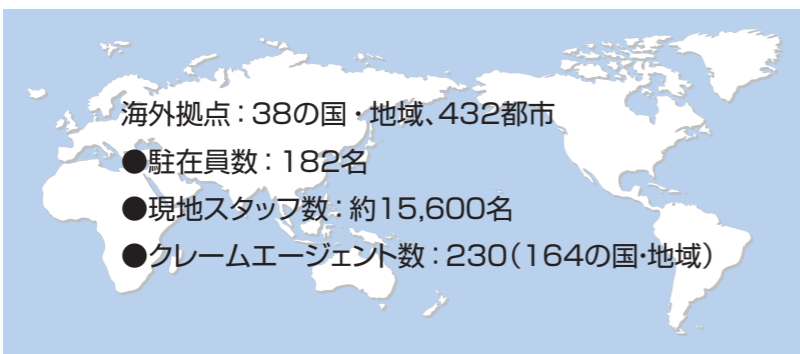 海外拠点：38の国・地域、432都市
●駐在員数：182名
●現地スタッフ数：約15,600名
●クレームエージェント数：230（164の国・地域）